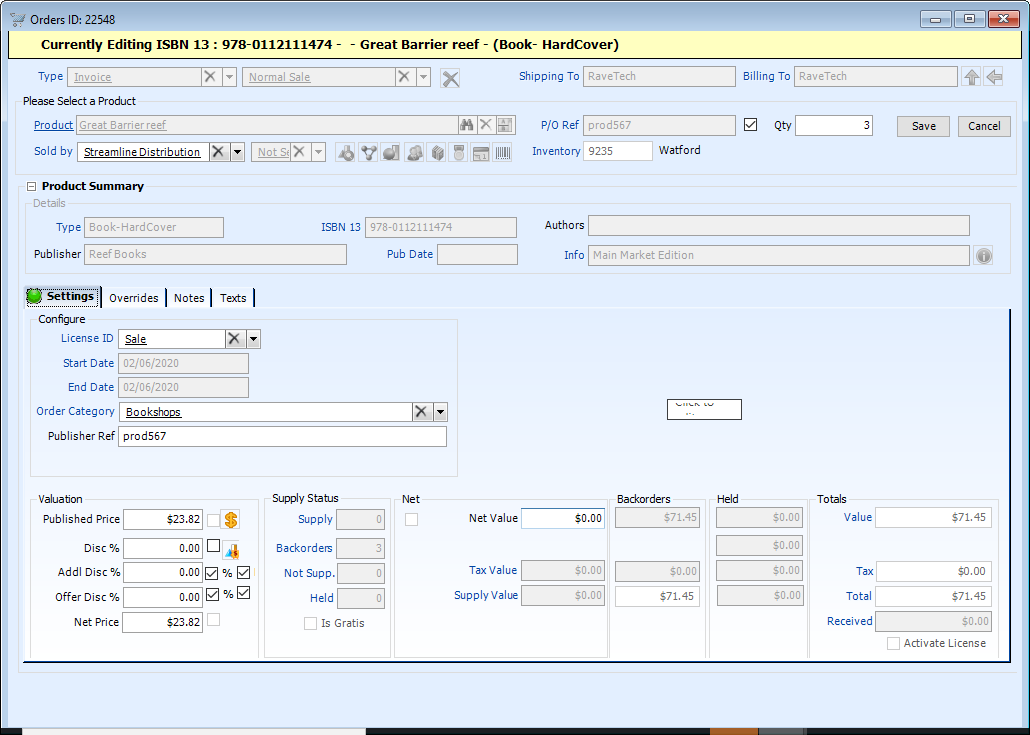 Orders ID: 22548
Currently Editing ISBN 13 : 978-0112111474 - - Great Barrier reef - (Book- HardCover)
Type Invoice Normal Sale Shipping To RaveTech Billing To RaveTech
Please Select a Product
Product Great Barrier reef P/O Ref prod567 Qty 3 Save Cancel
Sold by Streamline Distribution Not Inventory 9235 Watford
Product Summary
Details
Type Book-HardCover ISBN 13 978-0112111474 Authors
Publisher Reef Books Pub Date Info Main Market Edition
Settings Overrides Notes Texts
Configure
License ID Sale
Start Date 02/06/2020
End Date 02/06/2020
Order Category Bookshops
Publisher Ref prod567
Valuation Supply Status Net Backorders Held Totals
Published Price $23.82 Supply 0 Net Value $0.00 $71.45 $0.00 Value $71.45
Disc % 0.00 Backorders 3 $0.00
Addl Disc % 0.00 % Not Supp. 0 Tax Value $0.00 $0.00 $0.00 Tax $0.00
Offer Disc % 0.00 % Held 0 Supply Value $0.00 $71.45 $0.00 Total $71.45
Net Price $23.82 Is Gratis Received $0.00
Activate License